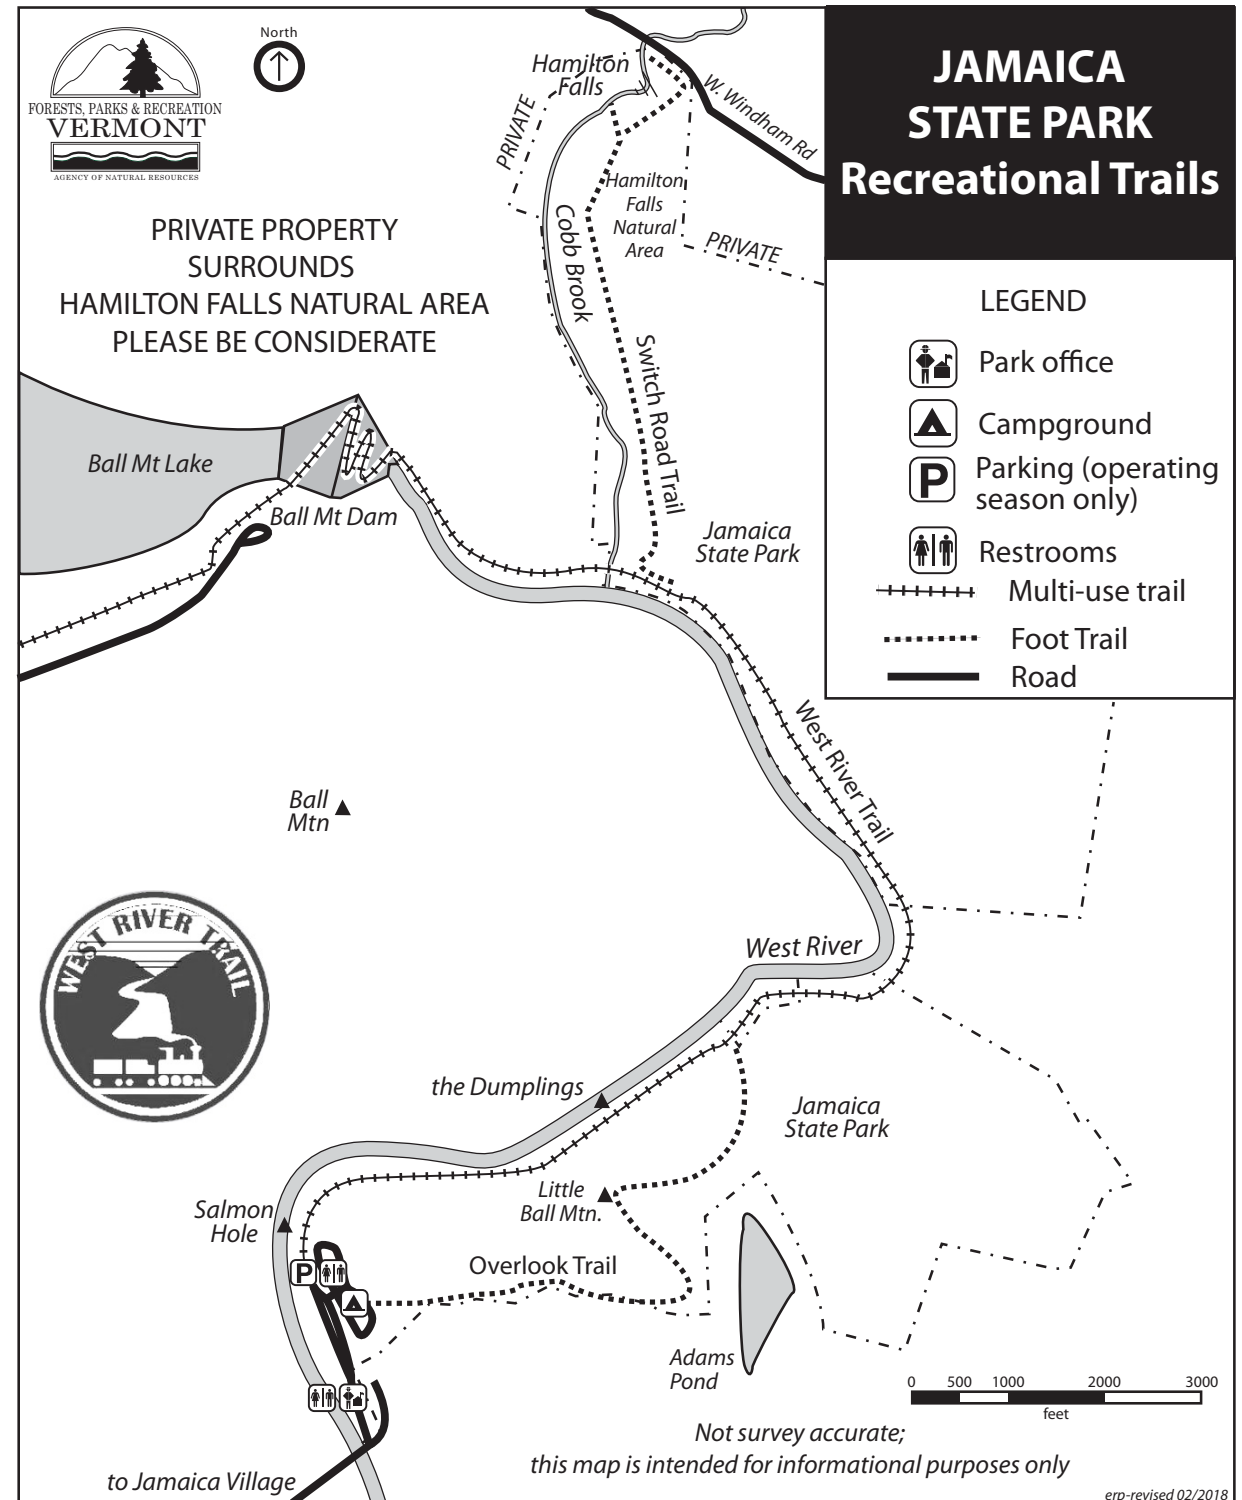 North
FORESTS, PARKS & RECREATION
VERMONT
AGENCY OF NATURAL RESOURCES
JAMAICA
STATE PARK
Recreational Trails
PRIVATE PROPERTY
SURROUNDS
HAMILTON FALLS NATURAL AREA
PLEASE BE CONSIDERATE
Hamilton
Falls
PRIVATE
W. Windham Rd
Hamilton
Falls
Natural
Area
PRIVATE
Cobb Brook
Switch Road Trail
LEGEND
Park office
Campground
P
Parking (operating
season only)
Restrooms
Multi-use trail
Foot Trail
Road
Ball Mt Lake
Ball Mt Dam
Jamaica
State Park
West River Trail
Ball
Mtn
WEST RIVER TRAIL
West River
the Dumplings
Jamaica
State Park
Little
Ball Mtn.
Salmon
Hole
P
Overlook Trail
Adams
Pond
0 500 1000 2000 3000
feet
Not survey accurate;
this map is intended for informational purposes only
to Jamaica Village
erp-revised 02/2018